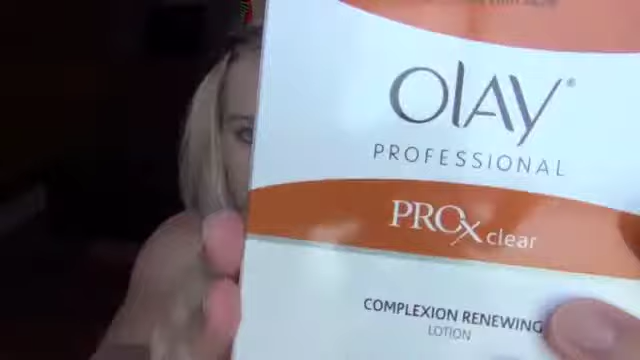 OLAY®
PROFESSIONAL
PROX clear
COMPLEXION RENEWING
LOTION